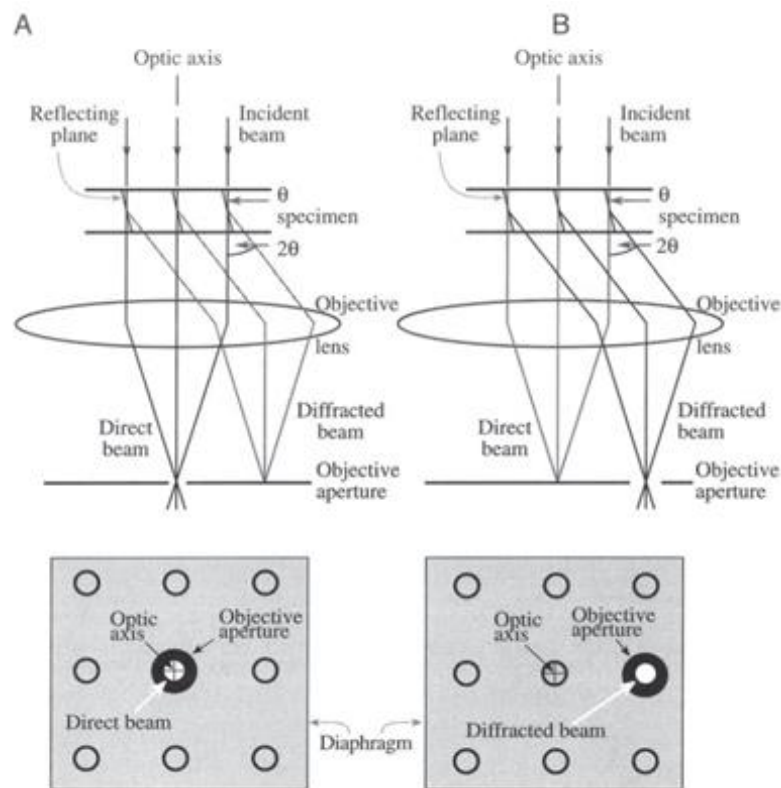 A
Optic axis
Reflecting
plane
Incident
beam
θ
specimen
2θ
Objective
lens
Direct
beam
Diffracted
beam
Objective
aperture
B
Optic axis
Reflecting
plane
Incident
beam
θ
specimen
2θ
Objective
lens
Direct
beam
Diffracted
beam
Objective
aperture
Optic
axis
Objective
aperture
Direct beam
Diaphragm
Optic
axis
Objective
aperture
Diffracted beam